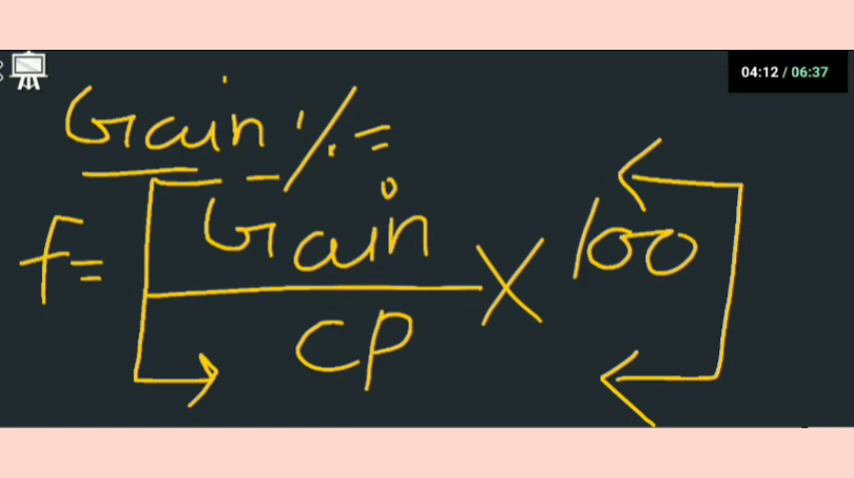 04:12 / 06:37
Gain % =
f = Gain / CP × 100